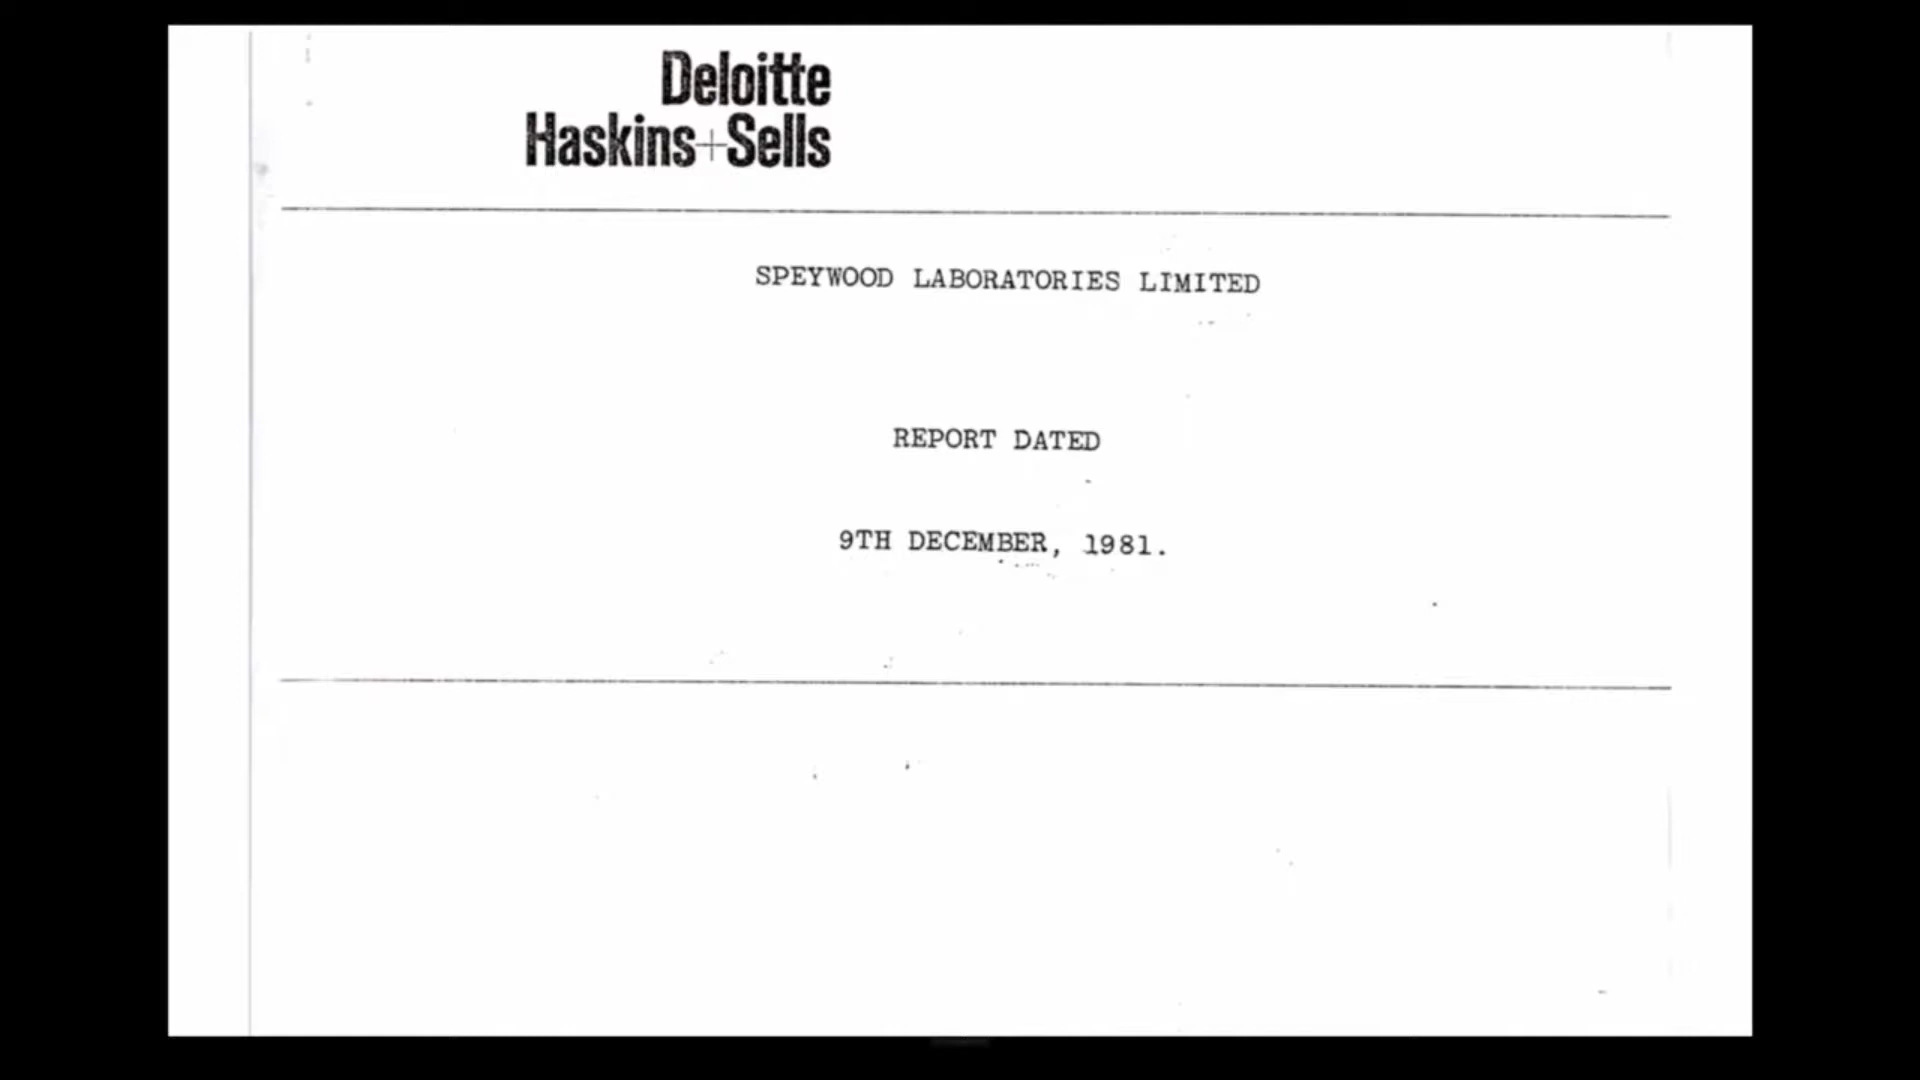 Deloitte
Haskins+Sells
SPEYWOOD LABORATORIES LIMITED
REPORT DATED
9TH DECEMBER, 1981.